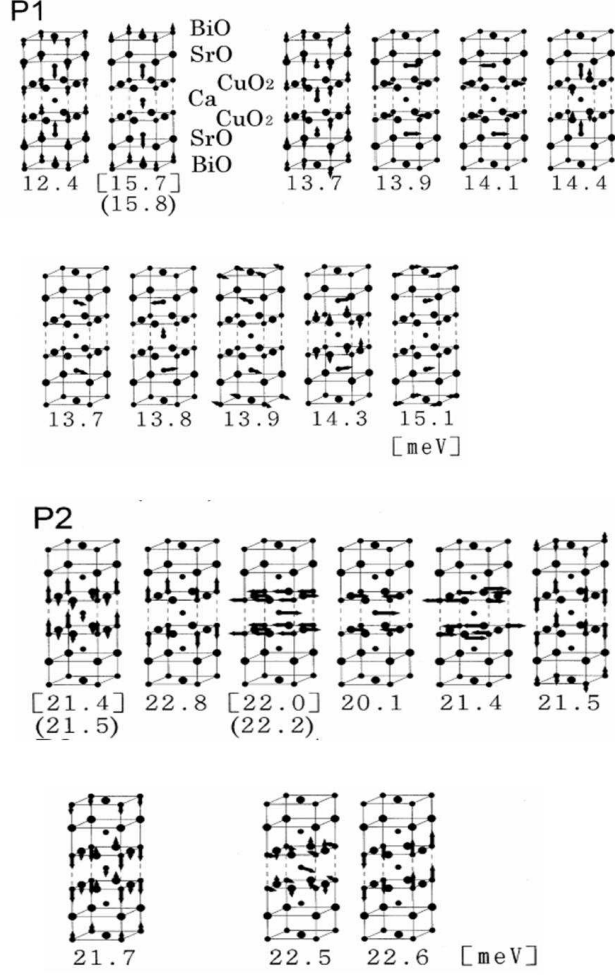 P1
BiO
SrO
CuO₂
Ca
CuO₂
SrO
BiO
12.4 [15.7] 13.7 13.9 14.1 14.4
(15.8)
13.7 13.8 13.9 14.3 15.1
[meV]
P2
[21.4] 22.8 [22.0] 20.1 21.4 21.5
(21.5) (22.2)
21.7 22.5 22.6 [meV]